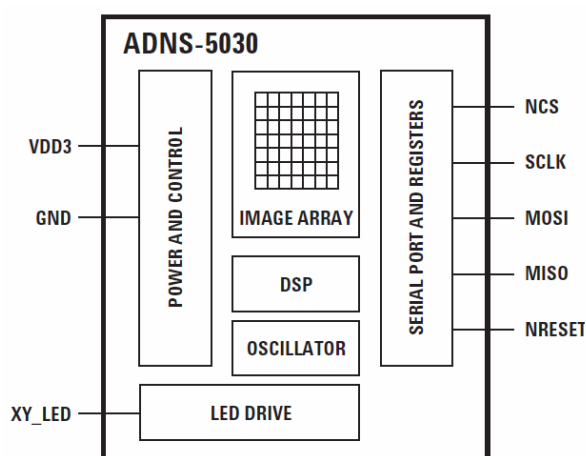 ADNS-5030
VDD3
GND
XY_LED
POWER AND CONTROL
IMAGE ARRAY
DSP
OSCILLATOR
LED DRIVE
SERIAL PORT AND REGISTERS
NCS
SCLK
MOSI
MISO
NRESET